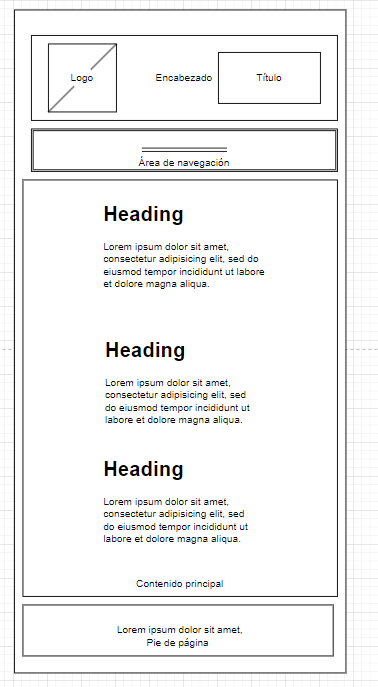 Logo
Encabezado
Título
Área de navegación
Heading
Lorem ipsum dolor sit amet,
consectetur adipisicing elit, sed do
eiusmod tempor incididunt ut labore
et dolore magna aliqua.
Heading
Lorem ipsum dolor sit amet,
consectetur adipisicing elit, sed
do eiusmod tempor incididunt ut
labore et dolore magna aliqua.
Heading
Lorem ipsum dolor sit amet,
consectetur adipisicing elit, sed
do eiusmod tempor incididunt ut
labore et dolore magna aliqua.
Contenido principal
Lorem ipsum dolor sit amet,
Pie de página